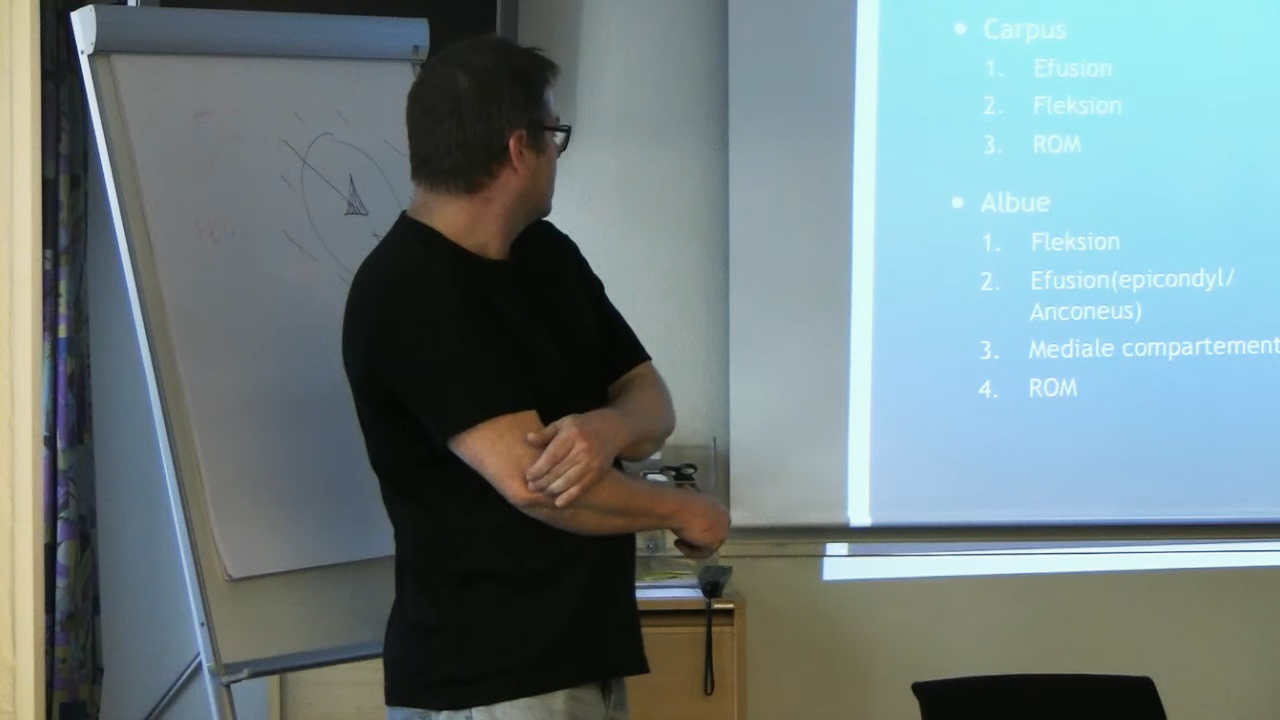 • Carpus
1. Efusion
2. Fleksion
3. ROM
• Albue
1. Fleksion
2. Efusion(epicondyl/
Anconeus)
3. Mediale compartement
4. ROM